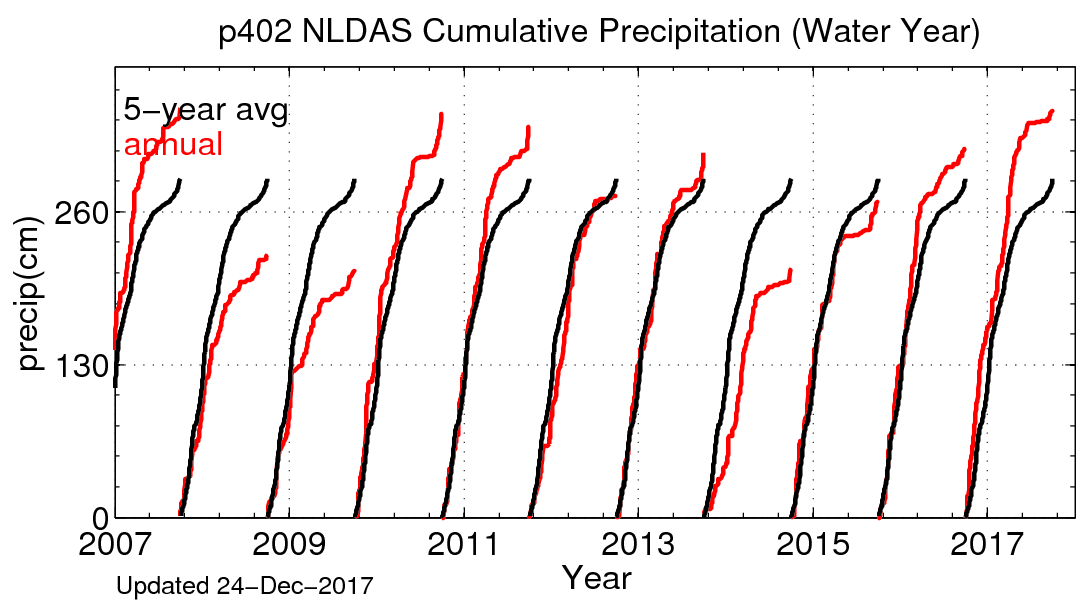 p402 NLDAS Cumulative Precipitation (Water Year)
5−year avg
annual
260
130
0
precip(cm)
2007 2009 2011 2013 2015 2017
Year
Updated 24−Dec−2017